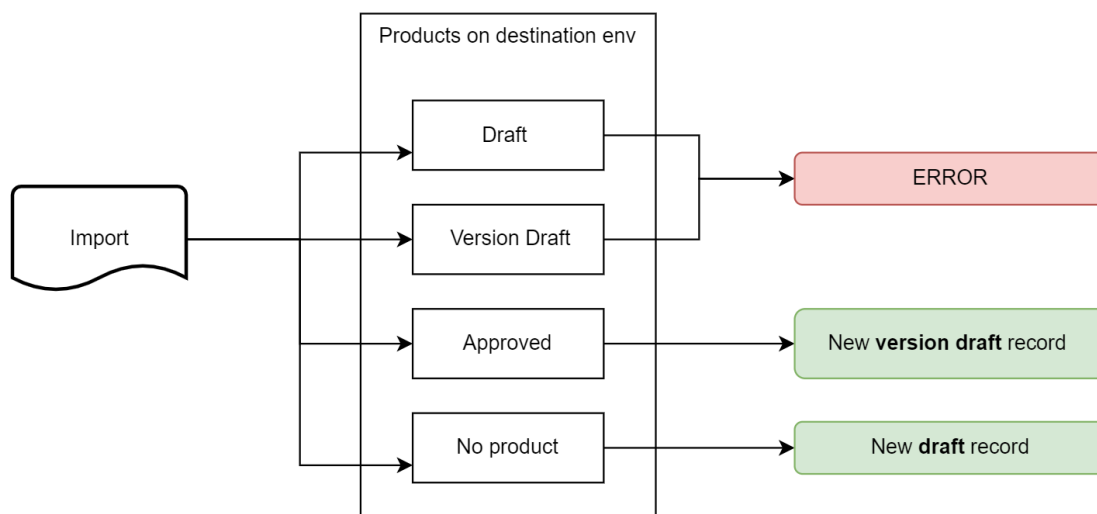 Products on destination env
Draft
ERROR
Import
Version Draft
Approved
New version draft record
No product
New draft record